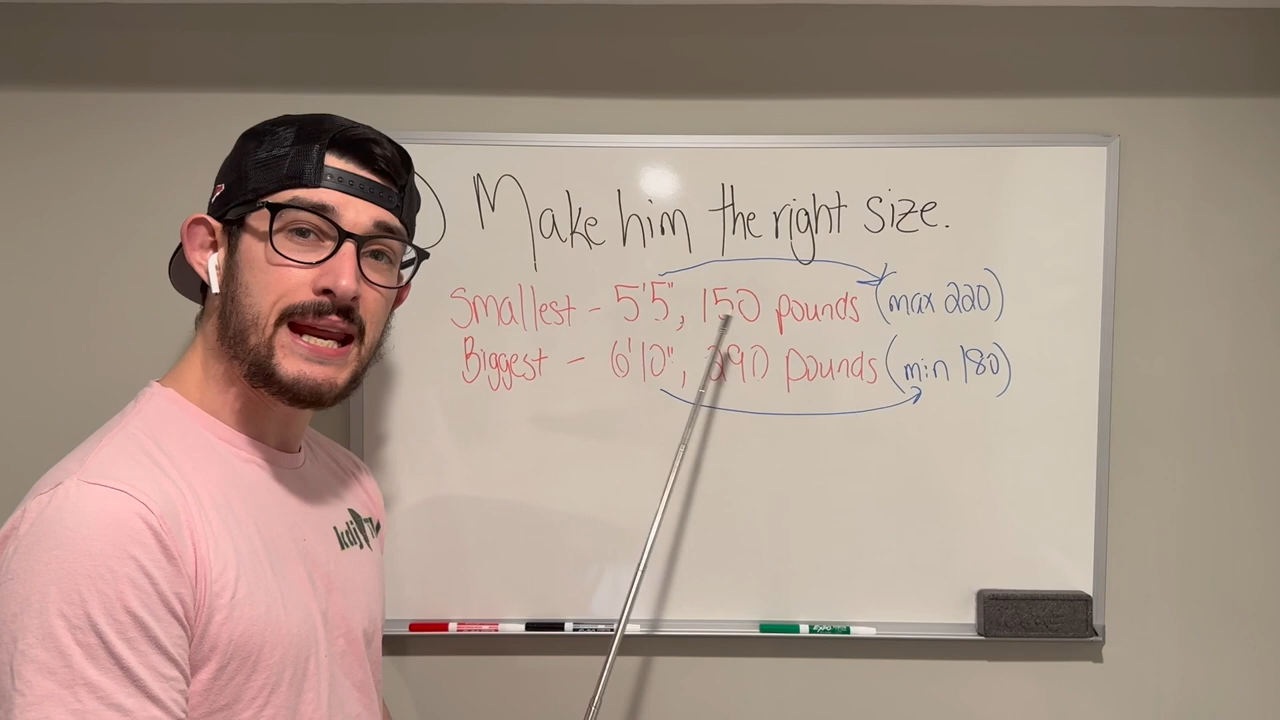 ) Make him the right size.
Smallest - 5'5", 150 pounds (max 220)
Biggest - 6'10", 290 pounds (min 180)
EXPO